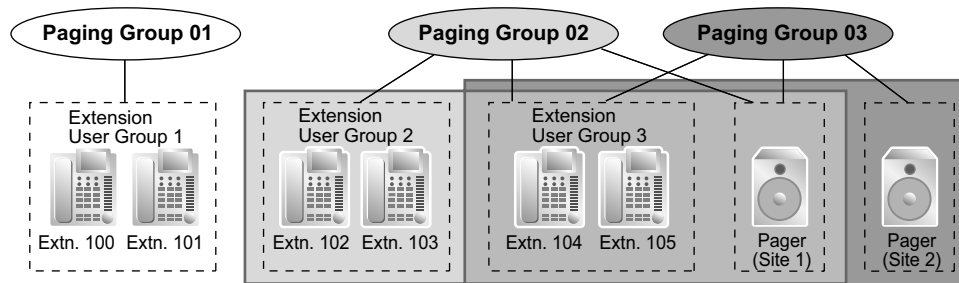 Paging Group 01
Paging Group 02
Paging Group 03
Extension
User Group 1
Extension
User Group 2
Extension
User Group 3
Extn. 100
Extn. 101
Extn. 102
Extn. 103
Extn. 104
Extn. 105
Pager
(Site 1)
Pager
(Site 2)